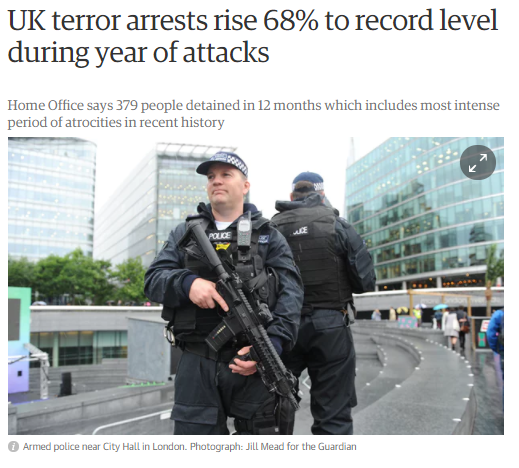 UK terror arrests rise 68% to record level
during year of attacks
Home Office says 379 people detained in 12 months which includes most intense
period of atrocities in recent history
POLICE
Armed police near City Hall in London. Photograph: Jill Mead for the Guardian